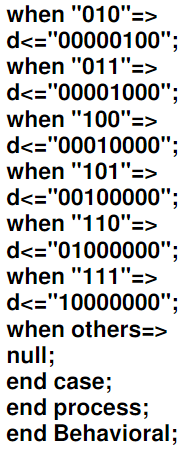 when "010"=>
d<="00000100";
when "011"=>
d<="00001000";
when "100"=>
d<="00010000";
when "101"=>
d<="00100000";
when "110"=>
d<="01000000";
when "111"=>
d<="10000000";
when others=>
null;
end case;
end process;
end Behavioral;